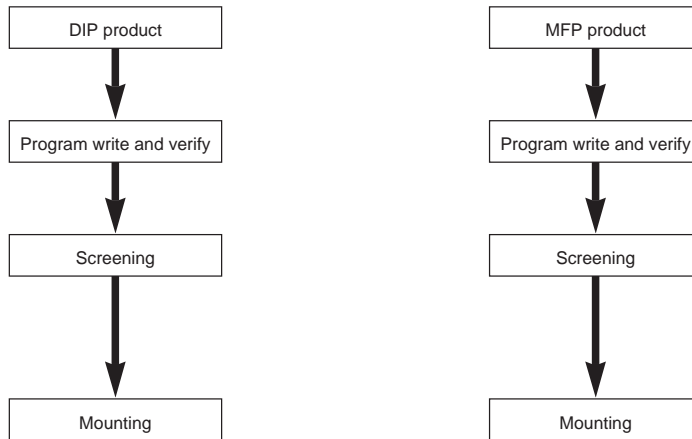 DIP product
Program write and verify
Screening
Mounting
MFP product
Program write and verify
Screening
Mounting